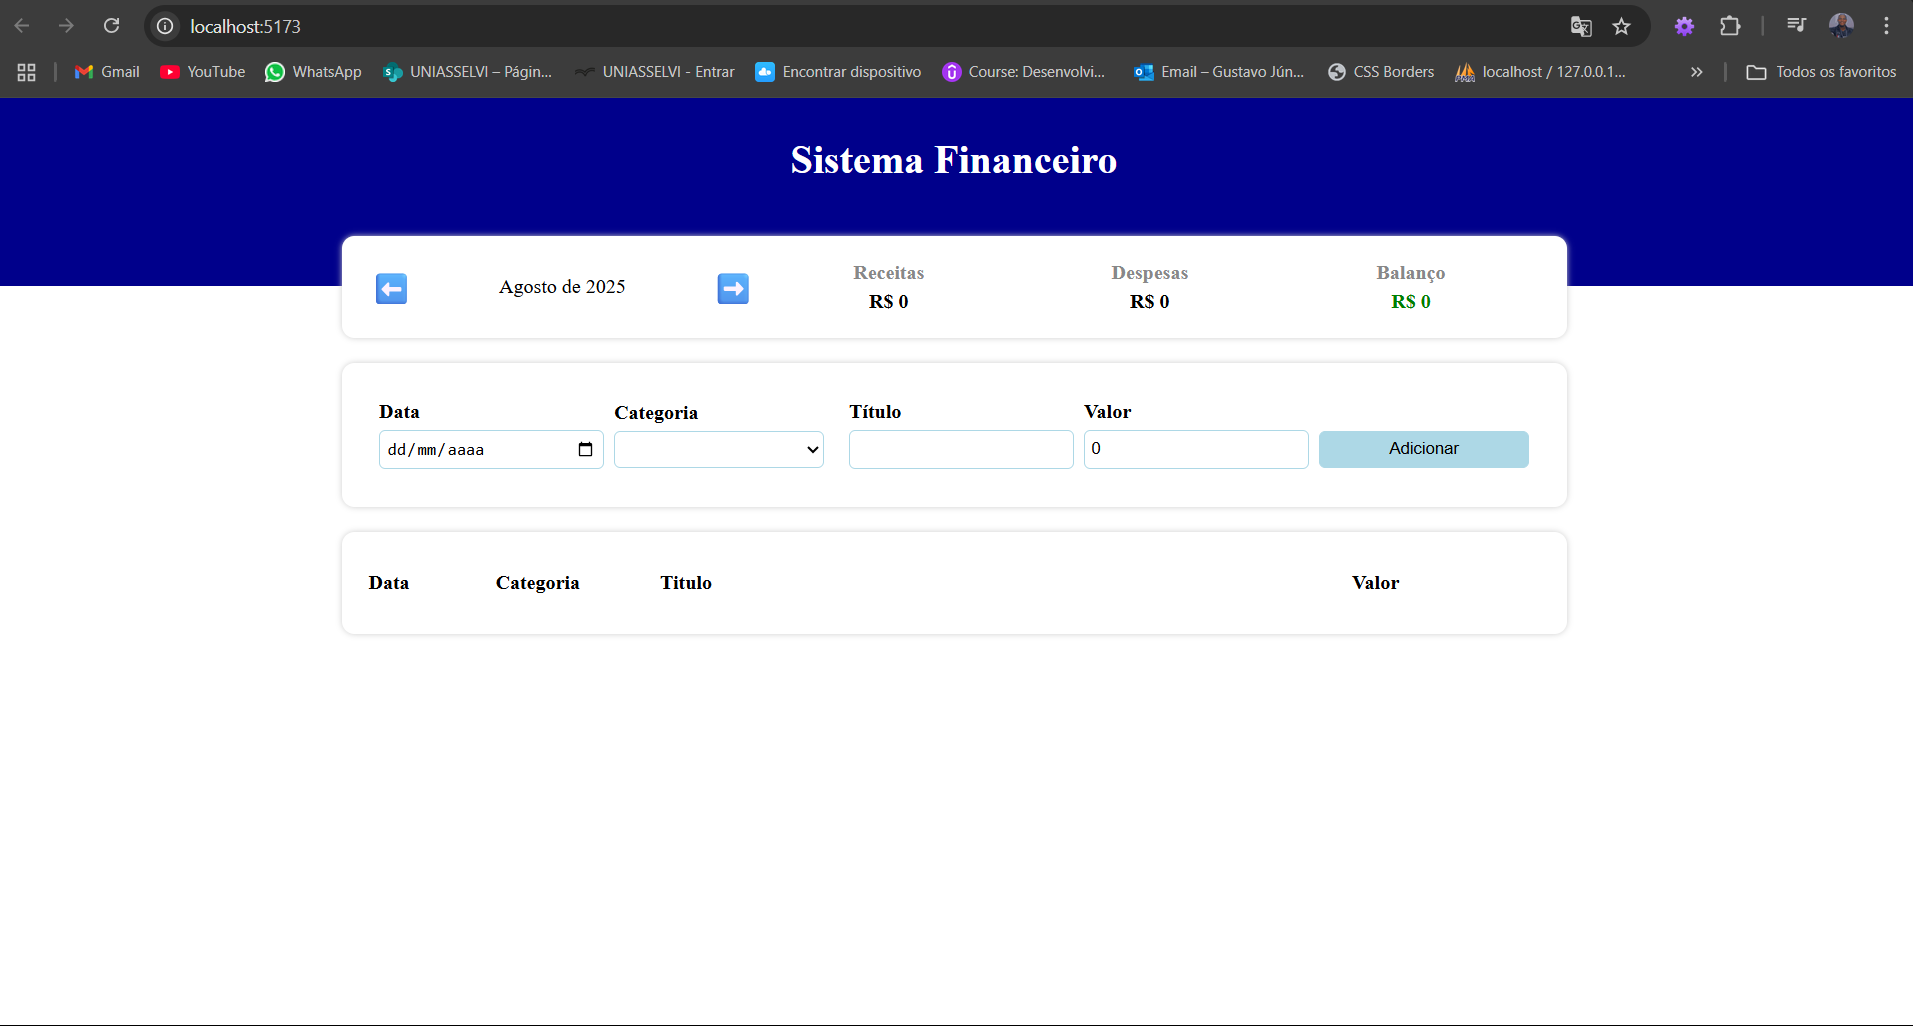 localhost:5173
Gmail YouTube WhatsApp UNIASSELVI – Págin... UNIASSELVI - Entrar Encontrar dispositivo Course: Desenvolvi... Email – Gustavo Jún... CSS Borders localhost / 127.0.0.1... » Todos os favoritos
Sistema Financeiro
Agosto de 2025 Receitas Despesas Balanço
R$ 0 R$ 0 R$ 0
Data Categoria Título Valor
dd/mm/aaaa 0 Adicionar
Data Categoria Titulo Valor